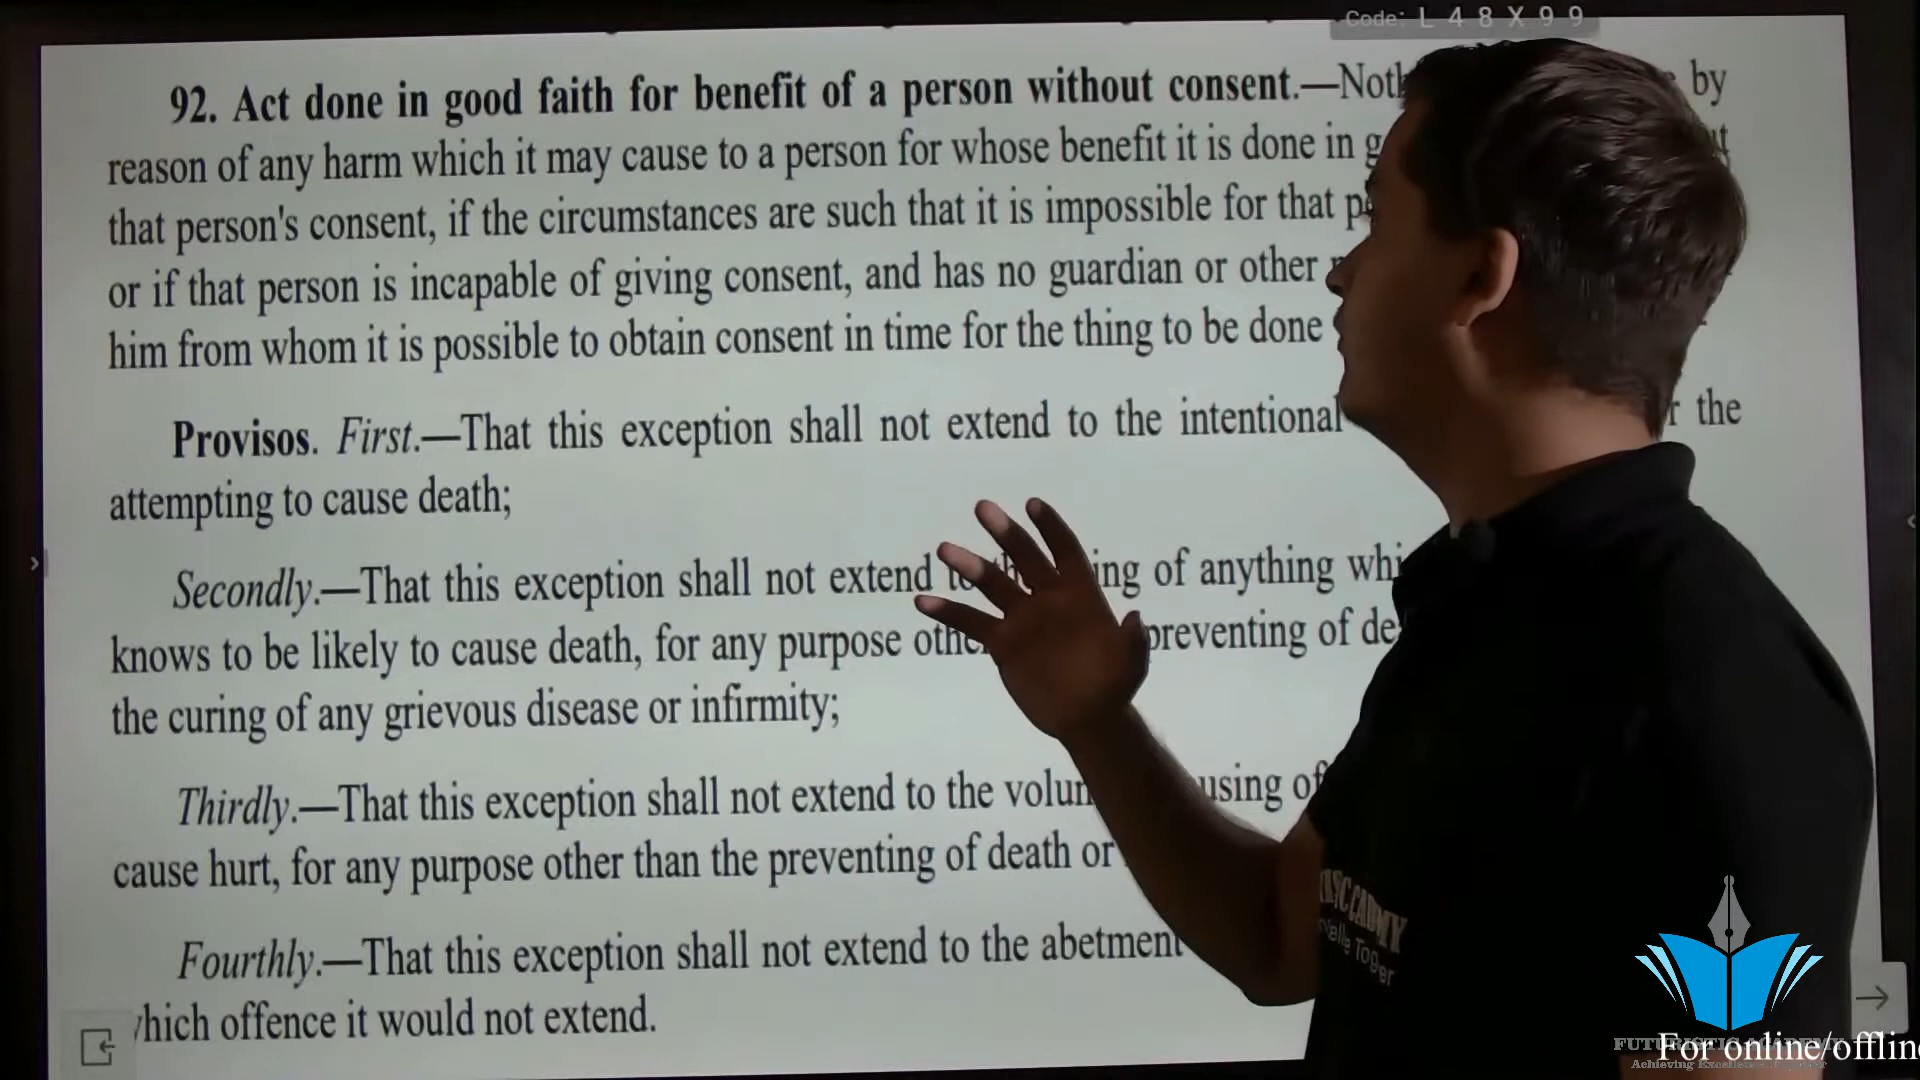 Code: L 4 8 X 9 9
92. Act done in good faith for benefit of a person without consent.—Noth by
reason of any harm which it may cause to a person for whose benefit it is done in g
that person's consent, if the circumstances are such that it is impossible for that
or if that person is incapable of giving consent, and has no guardian or other
him from whom it is possible to obtain consent in time for the thing to be done
Provisos. First.—That this exception shall not extend to the intentional the
attempting to cause death;
Secondly.—That this exception shall not extend of anything whi
knows to be likely to cause death, for any purpose othe preventing of de
the curing of any grievous disease or infirmity;
Thirdly.—That this exception shall not extend to the volun using of
cause hurt, for any purpose other than the preventing of death or
Fourthly.—That this exception shall not extend to the abetment
which offence it would not extend.
For online/offlin